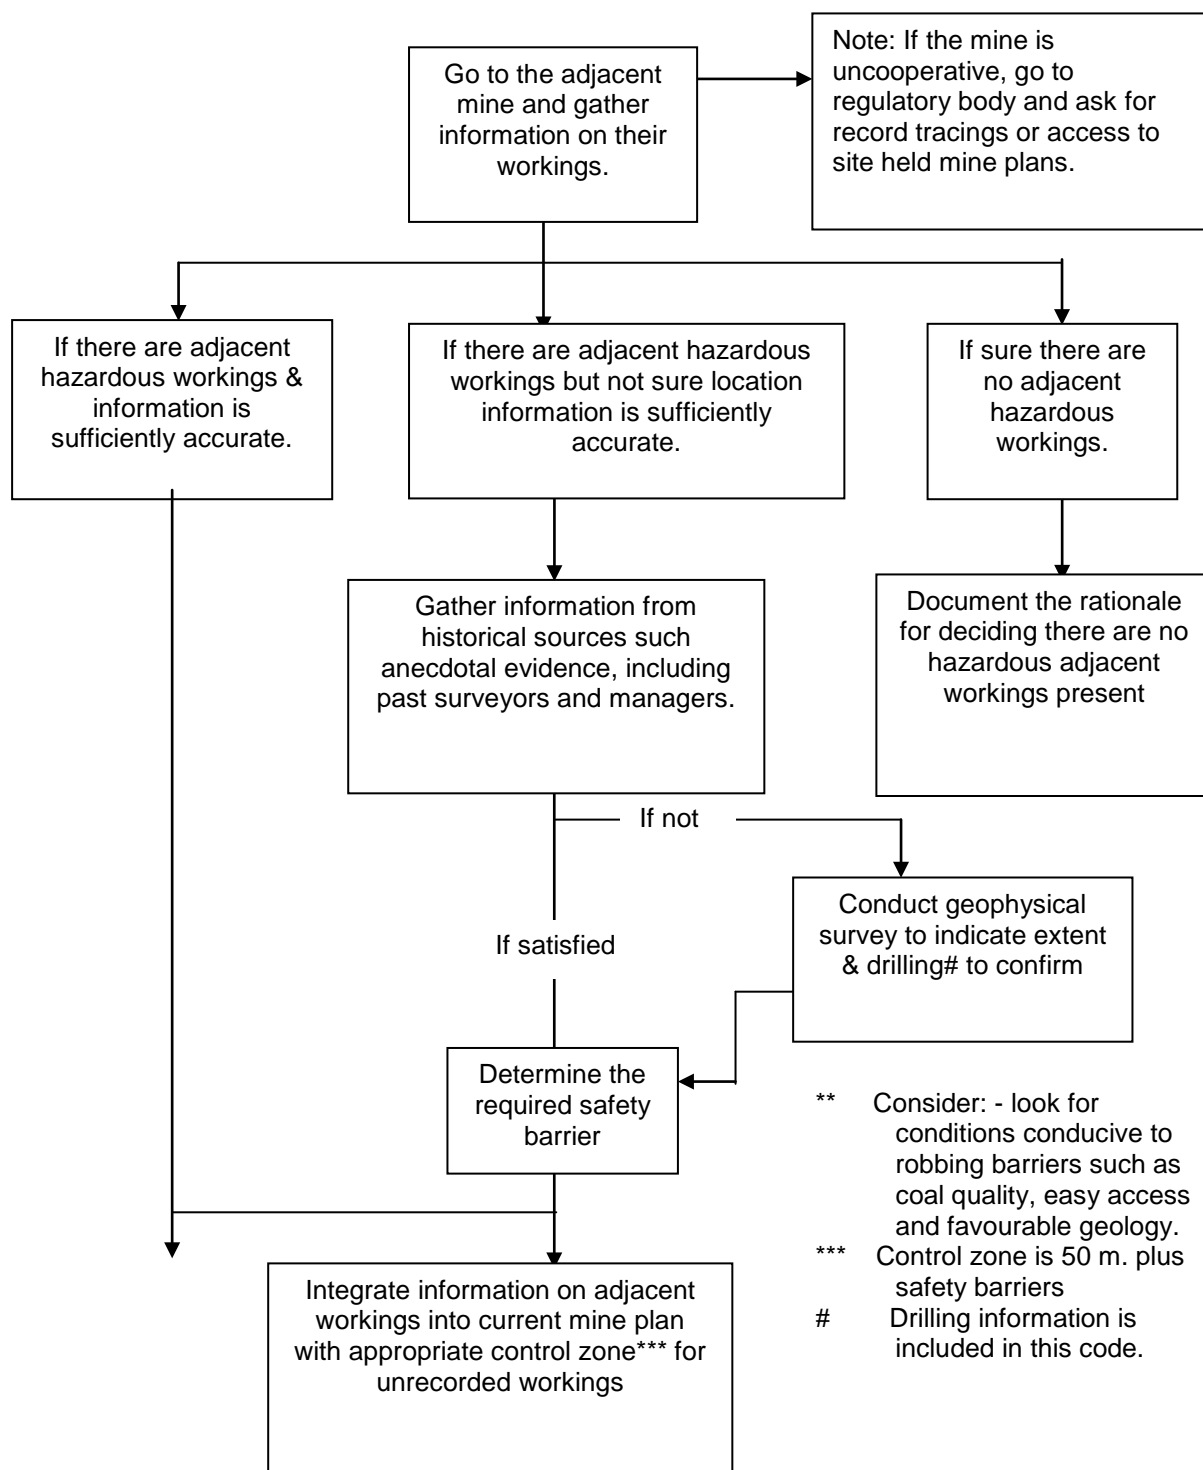 Go to the adjacent
mine and gather
information on their
workings.
Note: If the mine is
uncooperative, go to
regulatory body and ask for
record tracings or access to
site held mine plans.
If there are adjacent
hazardous workings &
information is
sufficiently accurate.
If there are adjacent hazardous
workings but not sure location
information is sufficiently
accurate.
If sure there are
no adjacent
hazardous
workings.
Gather information from
historical sources such
anecdotal evidence, including
past surveyors and managers.
Document the rationale
for deciding there are no
hazardous adjacent
workings present
If not
Conduct geophysical
survey to indicate extent
& drilling# to confirm
If satisfied
Determine the
required safety
barrier
** Consider: - look for
conditions conducive to
robbing barriers such as
coal quality, easy access
and favourable geology.
*** Control zone is 50 m. plus
safety barriers
# Drilling information is
included in this code.
Integrate information on adjacent
workings into current mine plan
with appropriate control zone*** for
unrecorded workings